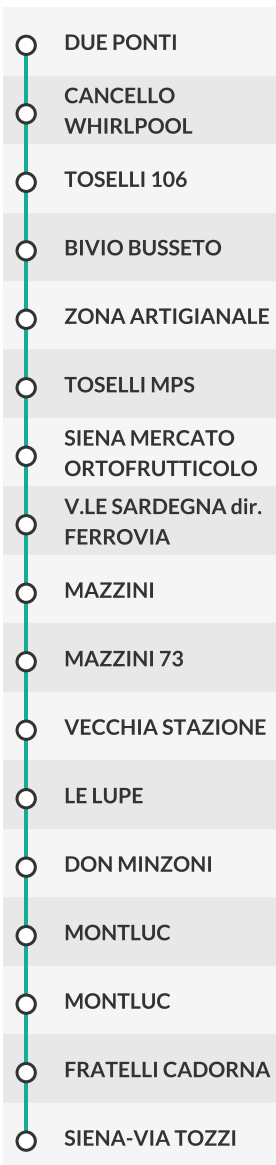 DUE PONTI
CANCELLO
WHIRLPOOL
TOSELLI 106
BIVIO BUSSETO
ZONA ARTIGIANALE
TOSELLI MPS
SIENA MERCATO
ORTOFRUTTICOLO
V.LE SARDEGNA dir.
FERROVIA
MAZZINI
MAZZINI 73
VECCHIA STAZIONE
LE LUPE
DON MINZONI
MONTLUC
MONTLUC
FRATELLI CADORNA
SIENA-VIA TOZZI